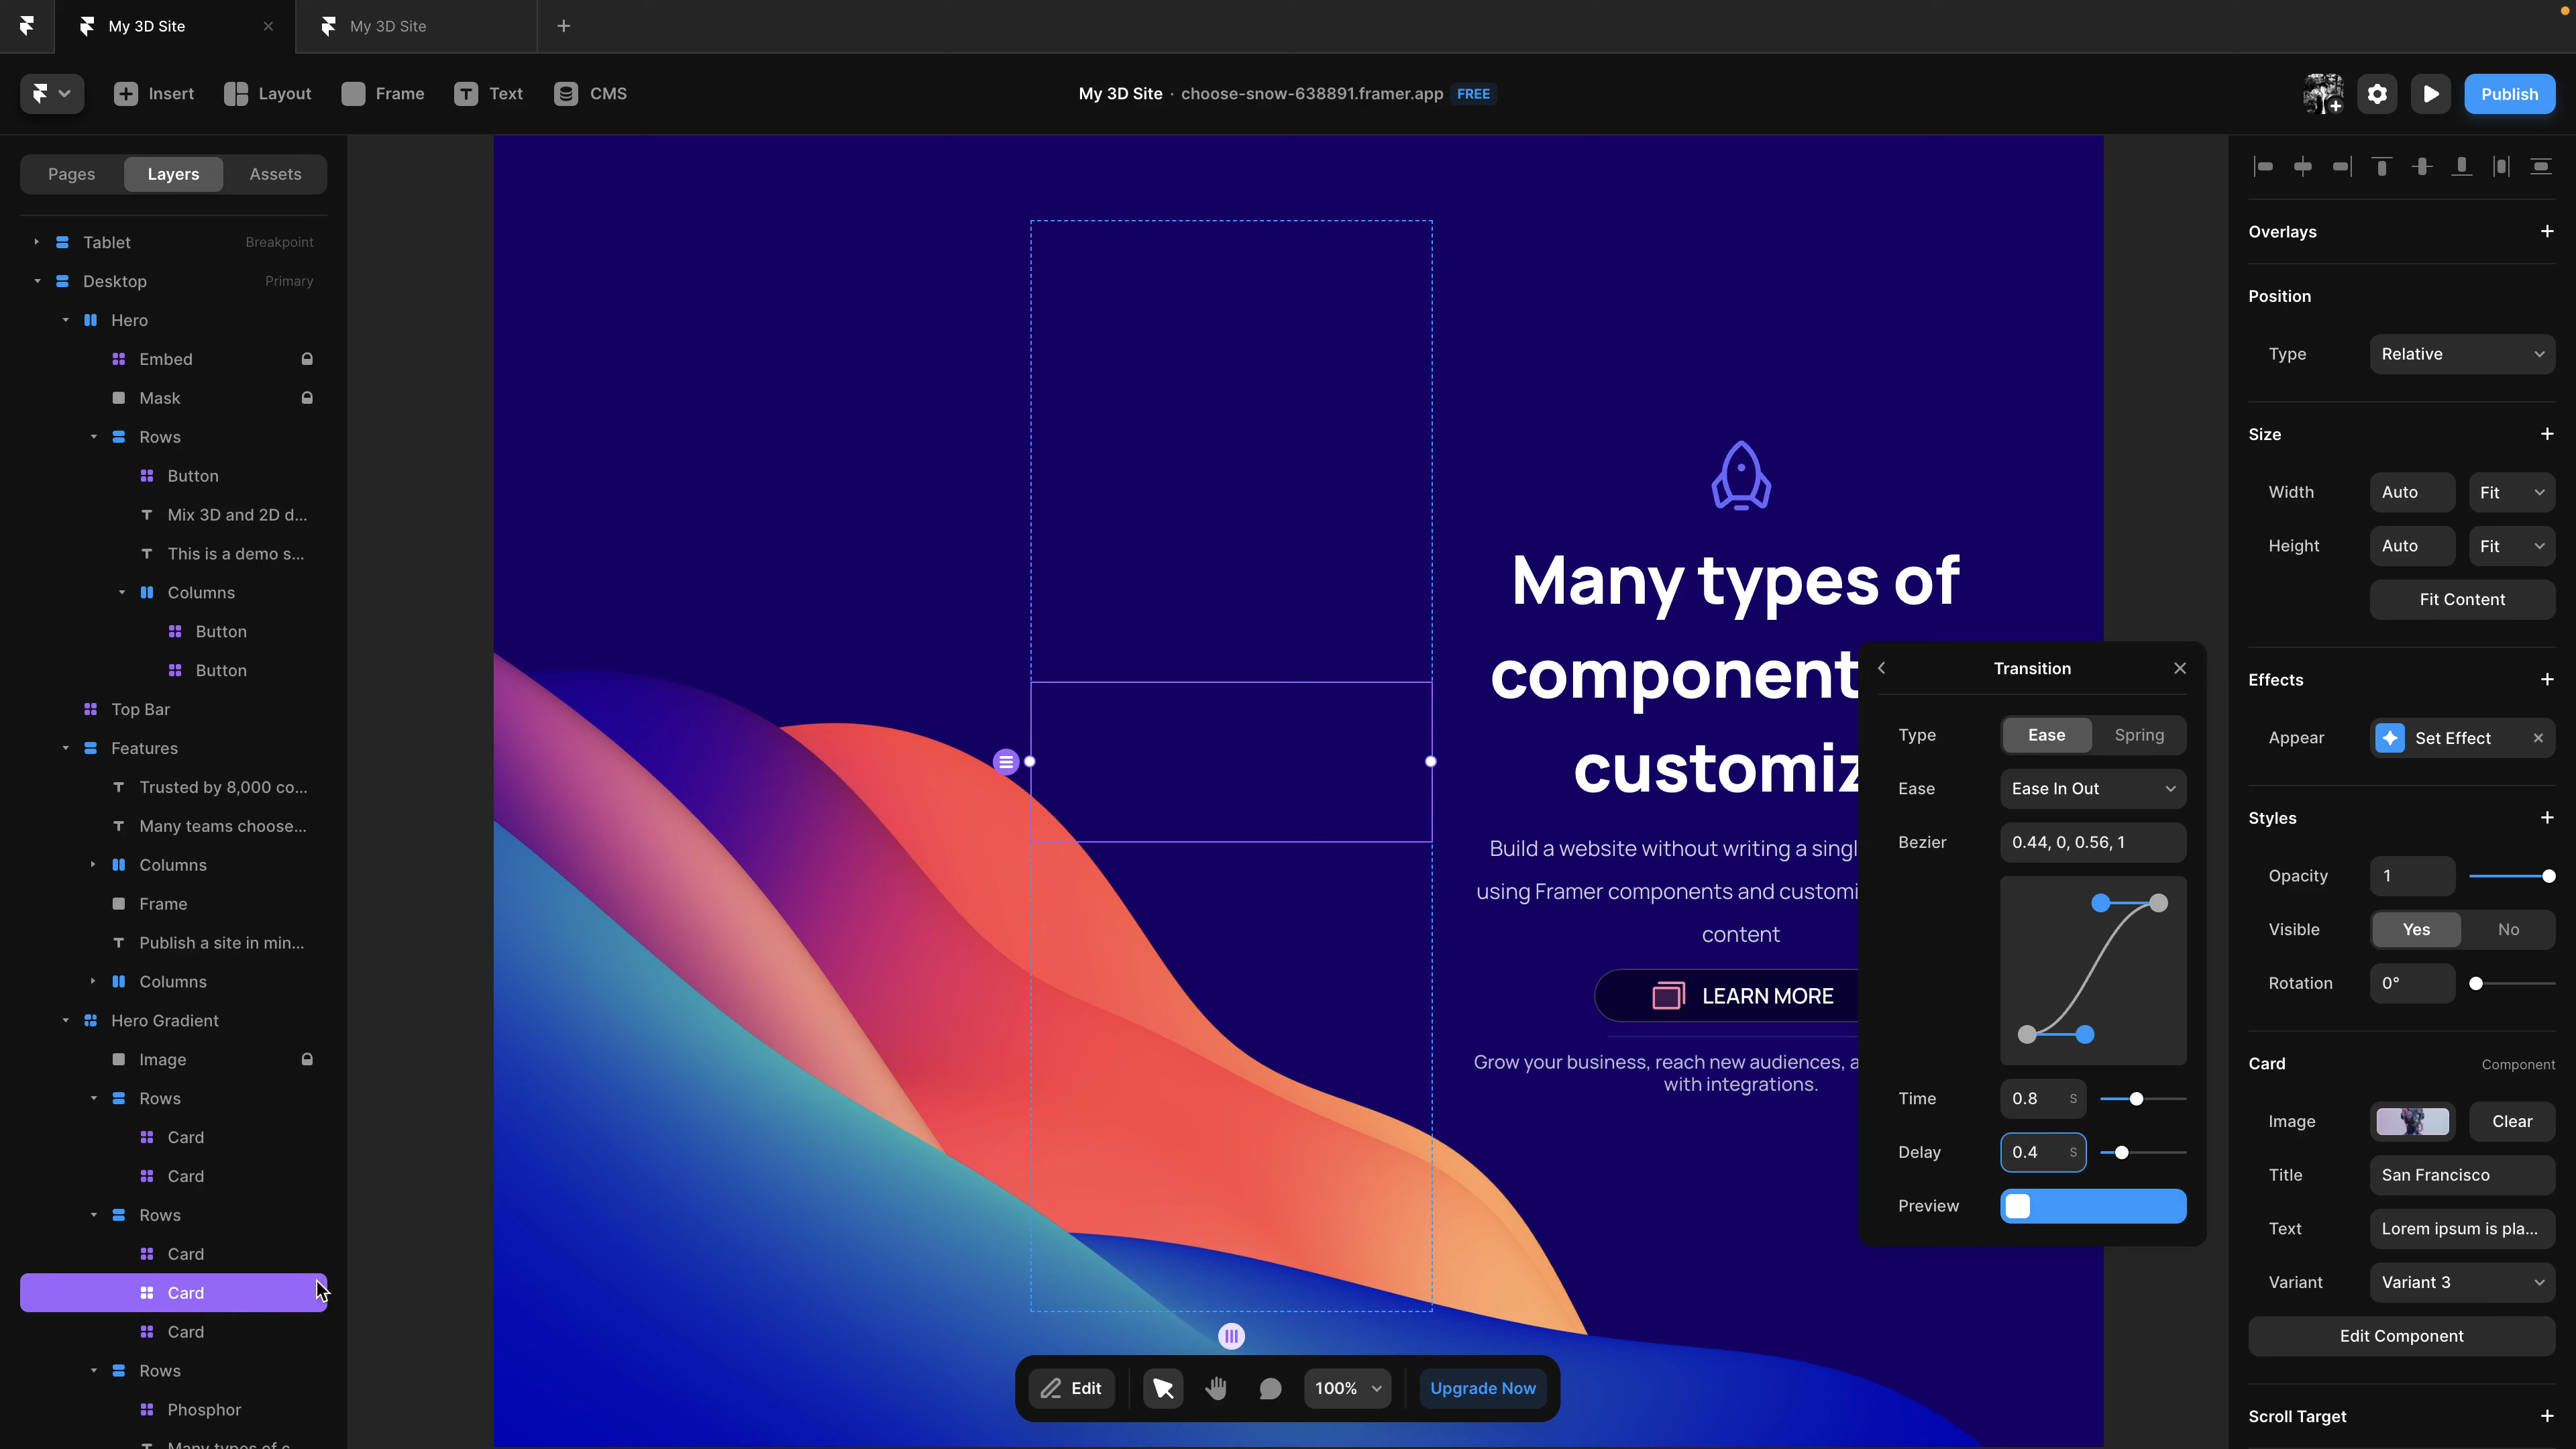 My 3D Site
My 3D Site
Insert
Layout
Frame
Text
CMS
My 3D Site · choose-snow-638891.framer.app FREE
Publish
Pages
Layers
Assets
Tablet Breakpoint
Desktop Primary
Hero
Embed
Mask
Rows
Button
Mix 3D and 2D d...
This is a demo s...
Columns
Button
Button
Top Bar
Features
Trusted by 8,000 co...
Many teams choose...
Columns
Frame
Publish a site in min...
Columns
Hero Gradient
Image
Rows
Card
Card
Rows
Card
Card
Card
Rows
Phosphor
Many types of c
Many types of
component
customiz
Build a website without writing a singl
using Framer components and customi
content
LEARN MORE
Grow your business, reach new audiences, a
with integrations.
Edit
100%
Upgrade Now
Transition
Type Ease Spring
Ease Ease In Out
Bezier 0.44, 0, 0.56, 1
Time 0.8 S
Delay 0.4 S
Preview
Overlays
Position
Type Relative
Size
Width Auto Fit
Height Auto Fit
Fit Content
Effects
Appear Set Effect
Styles
Opacity 1
Visible Yes No
Rotation 0°
Card Component
Image Clear
Title San Francisco
Text Lorem ipsum is pla...
Variant Variant 3
Edit Component
Scroll Target